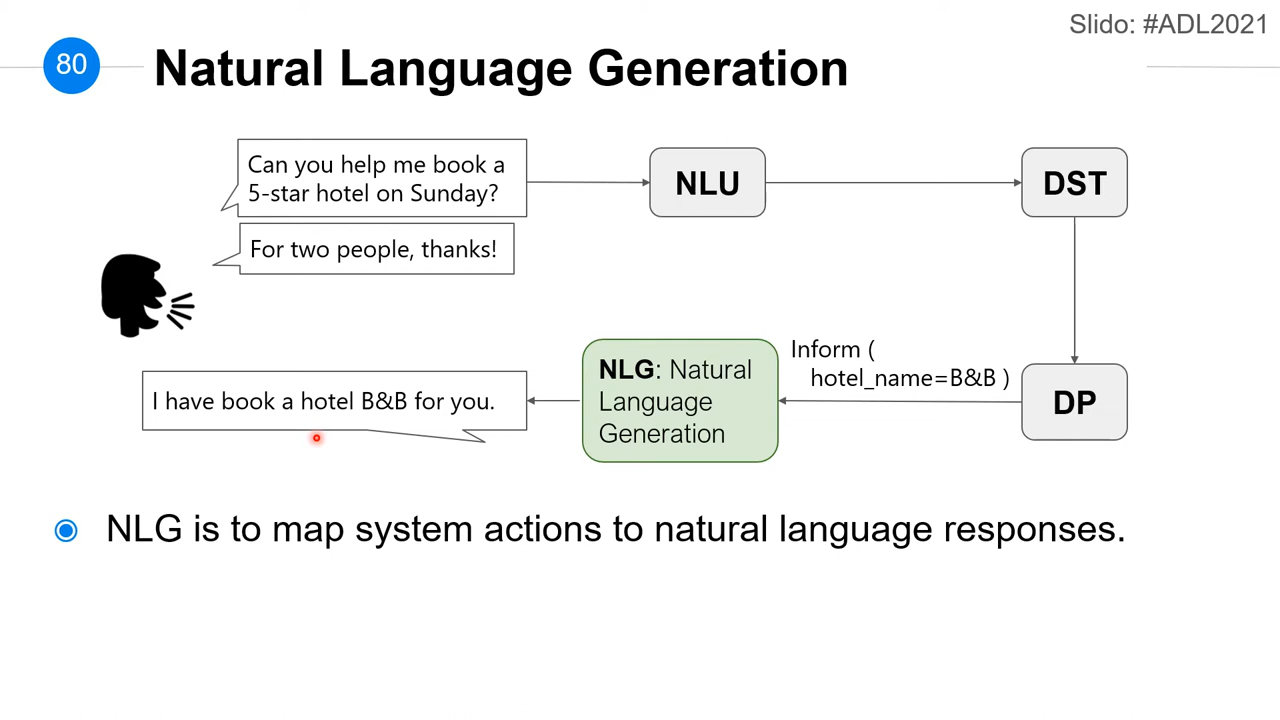 Slido: #ADL2021
80
Natural Language Generation
Can you help me book a
5-star hotel on Sunday?
NLU
DST
For two people, thanks!
Inform (
hotel_name=B&B )
NLG: Natural
Language
Generation
DP
I have book a hotel B&B for you.
NLG is to map system actions to natural language responses.